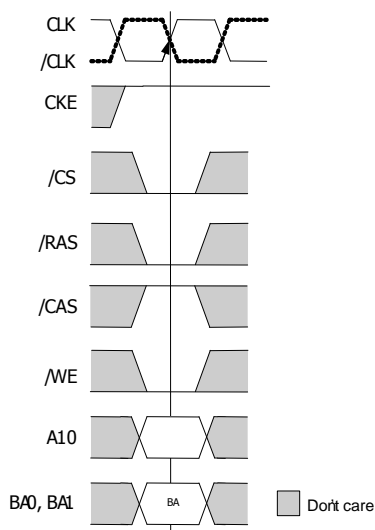 CLK
/CLK
CKE
/CS
/RAS
/CAS
/WE
A10
BA0, BA1
BA
Don't care